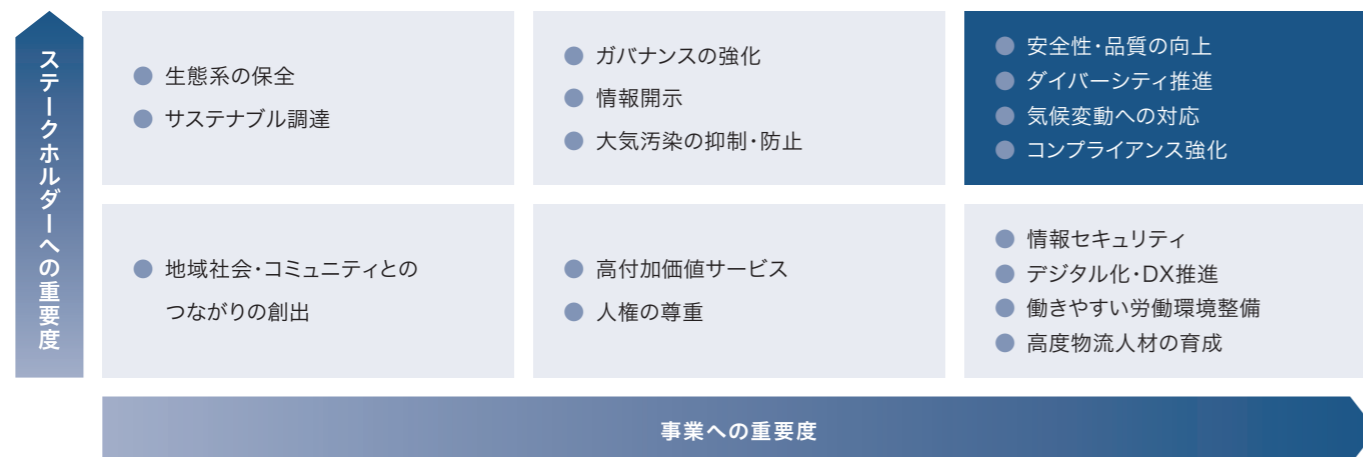 ステークホルダーへの重要度
生態系の保全
サステナブル調達
ガバナンスの強化
情報開示
大気汚染の抑制・防止
安全性・品質の向上
ダイバーシティ推進
気候変動への対応
コンプライアンス強化
地域社会・コミュニティとの
つながりの創出
高付加価値サービス
人権の尊重
情報セキュリティ
デジタル化・DX推進
働きやすい労働環境整備
高度物流人材の育成
事業への重要度